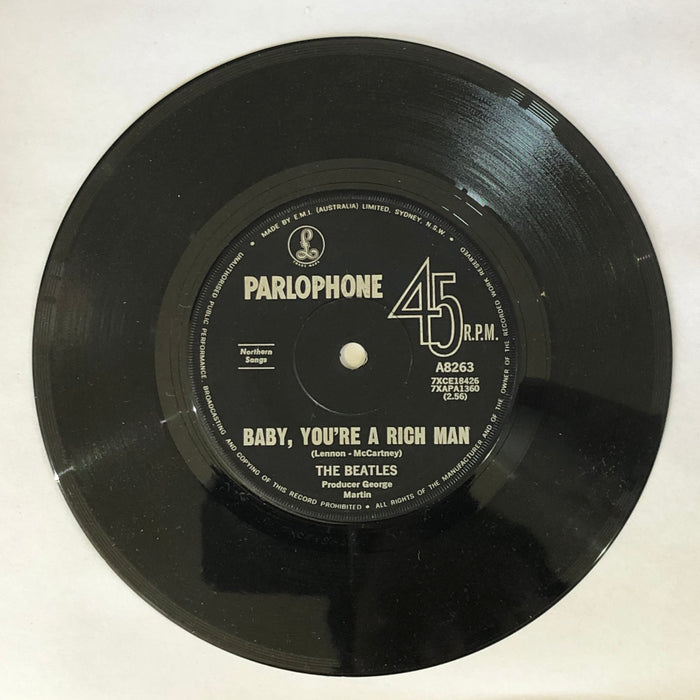 MADE BY E.M.I. (AUSTRALIA) LIMITED, SYDNEY, N.S.W.
UNAUTHORISED PUBLIC PERFORMANCE BROADCASTING AND COPYING OF THIS RECORD PROHIBITED • ALL RIGHTS OF THE MANUFACTURER AND OF THE OWNER OF THE RECORDED WORK RESERVED
£
TRADE MARK
PARLOPHONE
45 R.P.M.
Northern
Songs
A8263
7XCE18426
7XAPA1360
(2.56)
BABY, YOU'RE A RICH MAN
(Lennon - McCartney)
THE BEATLES
Producer George
Martin